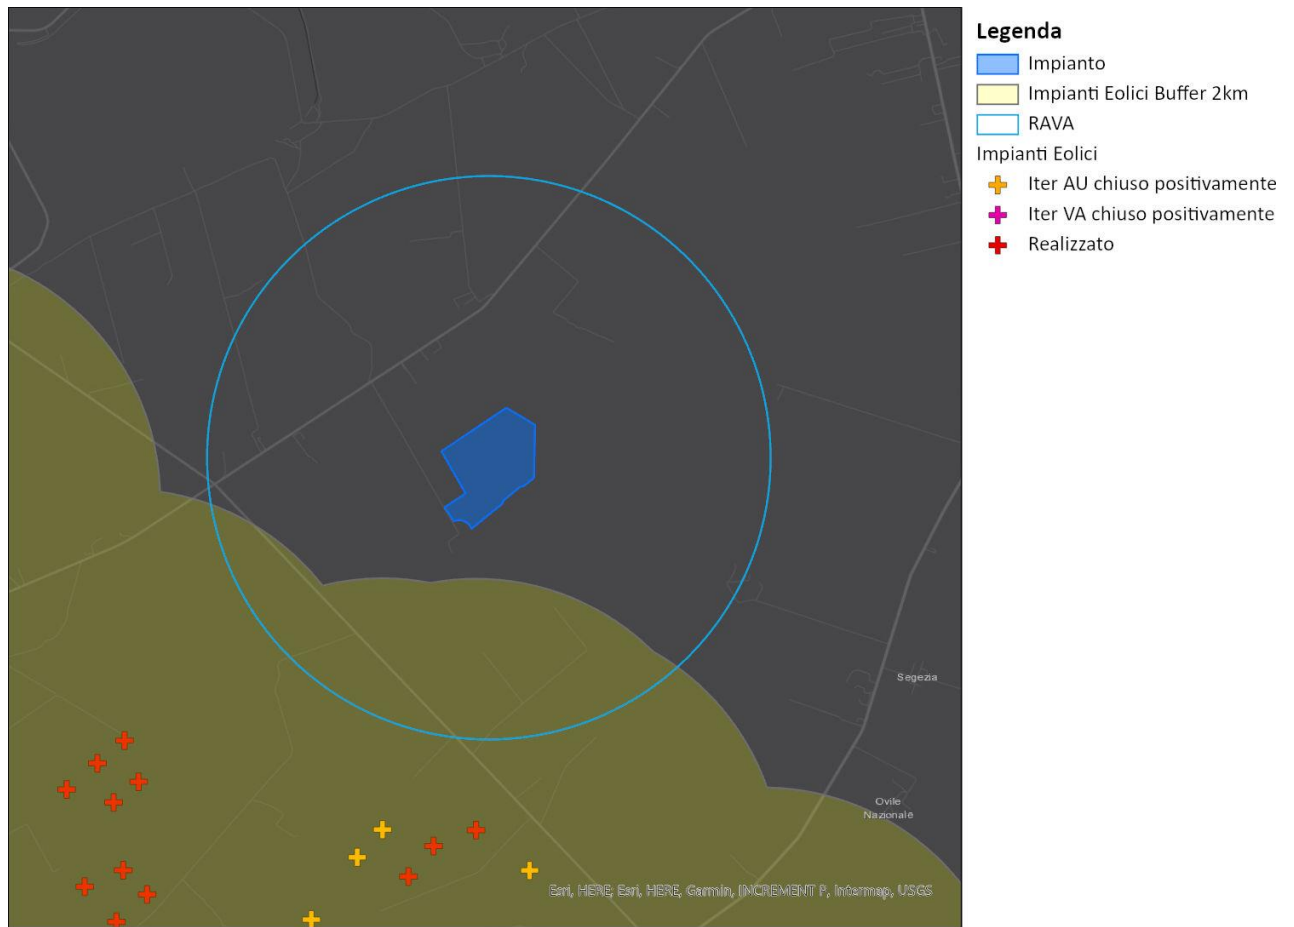 Legenda
Impianto
Impianti Eolici Buffer 2km
RAVA
Impianti Eolici
Iter AU chiuso positivamente
Iter VA chiuso positivamente
Realizzato
Segezia
Ovile
Nazionale
Esri, HERE; Esri, HERE, Garmin, INCREMENT P, Intermap, USGS